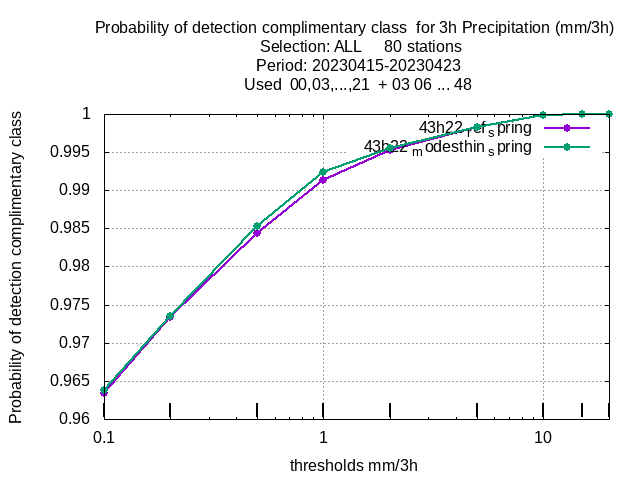 Probability of detection complimentary class  for 3h Precipitation (mm/3h)
Selection: ALL     80 stations
Period: 20230415-20230423
Used  00,03,...,21  + 03 06 ... 48
Probability of detection complimentary class
1
0.995
0.99
0.985
0.98
0.975
0.97
0.965
0.96
43h22_ref_spring
43h22_modesthin_spring
0.1
1
10
thresholds mm/3h